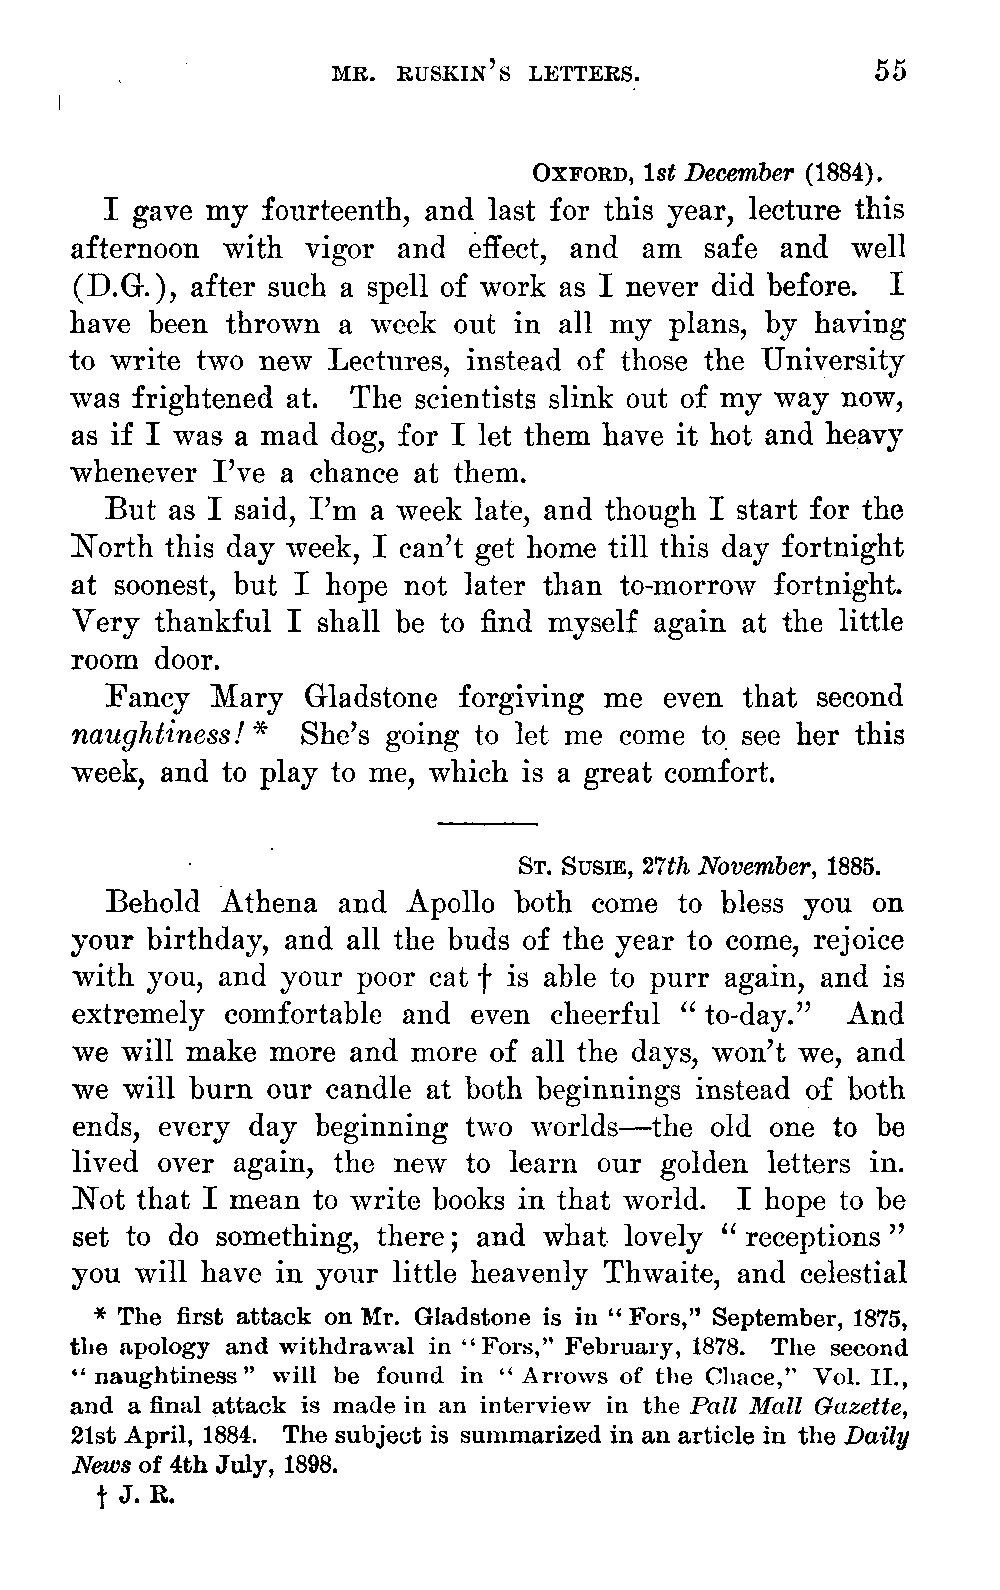 MR. RUSKIN'S LETTERS. 55
OXFORD, 1st December (1884).
I gave my fourteenth, and last for this year, lecture this
afternoon with vigor and effect, and am safe and well
(D.G.), after such a spell of work as I never did before. I
have been thrown a week out in all my plans, by having
to write two new Lectures, instead of those the University
was frightened at. The scientists slink out of my way now,
as if I was a mad dog, for I let them have it hot and heavy
whenever I've a chance at them.
But as I said, I'm a week late, and though I start for the
North this day week, I can't get home till this day fortnight
at soonest, but I hope not later than to-morrow fortnight.
Very thankful I shall be to find myself again at the little
room door.
Fancy Mary Gladstone forgiving me even that second
naughtiness! * She's going to let me come to see her this
week, and to play to me, which is a great comfort.
ST. SUSIE, 27th November, 1885.
Behold Athena and Apollo both come to bless you on
your birthday, and all the buds of the year to come, rejoice
with you, and your poor cat † is able to purr again, and is
extremely comfortable and even cheerful "to-day." And
we will make more and more of all the days, won't we, and
we will burn our candle at both beginnings instead of both
ends, every day beginning two worlds—the old one to be
lived over again, the new to learn our golden letters in.
Not that I mean to write books in that world. I hope to be
set to do something, there; and what lovely "receptions"
you will have in your little heavenly Thwaite, and celestial
* The first attack on Mr. Gladstone is in "Fors," September, 1875,
the apology and withdrawal in "Fors," February, 1878. The second
"naughtiness" will be found in "Arrows of the Chace," Vol. II.,
and a final attack is made in an interview in the Pall Mall Gazette,
21st April, 1884. The subject is summarized in an article in the Daily
News of 4th July, 1898.
† J. R.